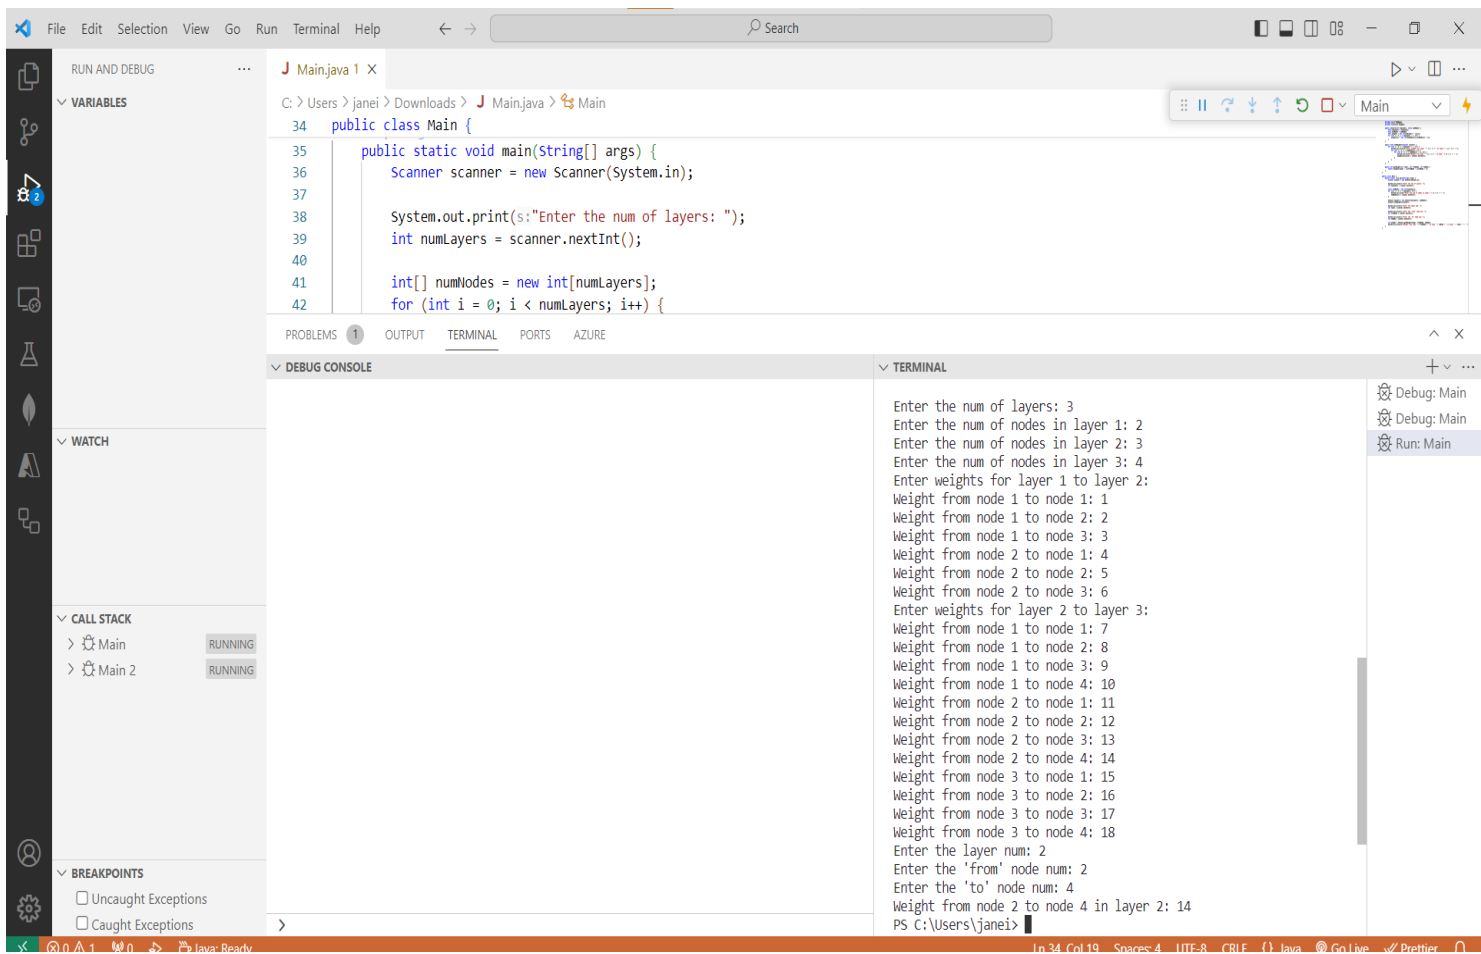 File Edit Selection View Go Run Terminal Help
Search
RUN AND DEBUG
VARIABLES
WATCH
CALL STACK
Main RUNNING
Main 2 RUNNING
BREAKPOINTS
Uncaught Exceptions
Caught Exceptions
Main.java 1
C: > Users > janei > Downloads > Main.java > Main
Main
34 public class Main {
35 public static void main(String[] args) {
36 Scanner scanner = new Scanner(System.in);
37
38 System.out.print(s:"Enter the num of layers: ");
39 int numLayers = scanner.nextInt();
40
41 int[] numNodes = new int[numLayers];
42 for (int i = 0; i < numLayers; i++) {
PROBLEMS 1 OUTPUT TERMINAL PORTS AZURE
DEBUG CONSOLE
TERMINAL
Enter the num of layers: 3
Enter the num of nodes in layer 1: 2
Enter the num of nodes in layer 2: 3
Enter the num of nodes in layer 3: 4
Enter weights for layer 1 to layer 2:
Weight from node 1 to node 1: 1
Weight from node 1 to node 2: 2
Weight from node 1 to node 3: 3
Weight from node 2 to node 1: 4
Weight from node 2 to node 2: 5
Weight from node 2 to node 3: 6
Enter weights for layer 2 to layer 3:
Weight from node 1 to node 1: 7
Weight from node 1 to node 2: 8
Weight from node 1 to node 3: 9
Weight from node 1 to node 4: 10
Weight from node 2 to node 1: 11
Weight from node 2 to node 2: 12
Weight from node 2 to node 3: 13
Weight from node 2 to node 4: 14
Weight from node 3 to node 1: 15
Weight from node 3 to node 2: 16
Weight from node 3 to node 3: 17
Weight from node 3 to node 4: 18
Enter the layer num: 2
Enter the 'from' node num: 2
Enter the 'to' node num: 4
Weight from node 2 to node 4 in layer 2: 14
PS C:\Users\janei>
Debug: Main
Debug: Main
Run: Main
2
0 1 0 Java: Ready
Ln 34, Col 19 Spaces: 4 UTF-8 CRLF {} Java Go Live Prettier